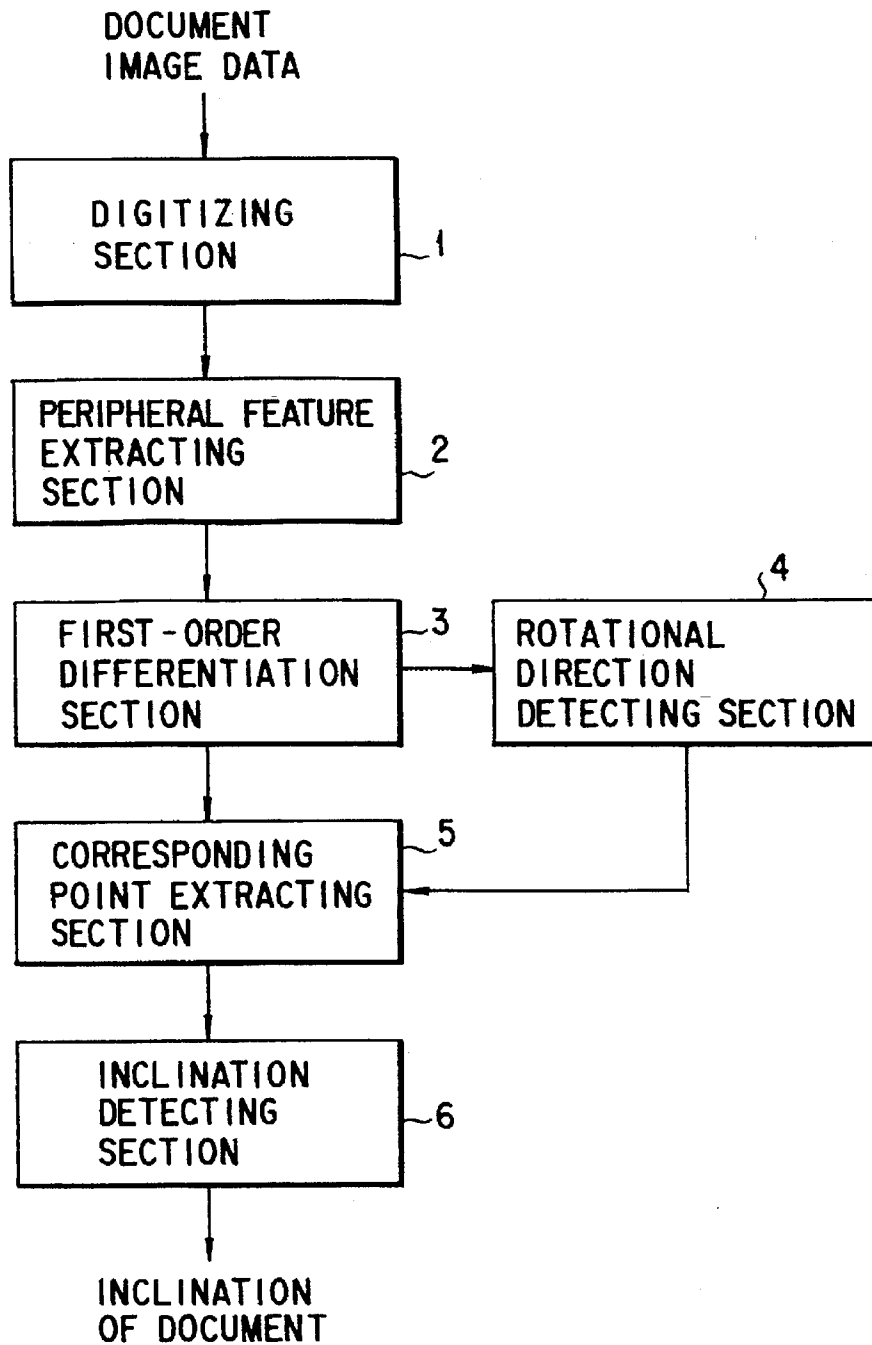 DOCUMENT
IMAGE DATA
DIGITIZING
SECTION
1
PERIPHERAL FEATURE
EXTRACTING
SECTION
2
FIRST-ORDER
DIFFERENTIATION
SECTION
3
4
ROTATIONAL
DIRECTION
DETECTING SECTION
CORRESPONDING
POINT EXTRACTING
SECTION
5
INCLINATION
DETECTING
SECTION
6
INCLINATION
OF DOCUMENT